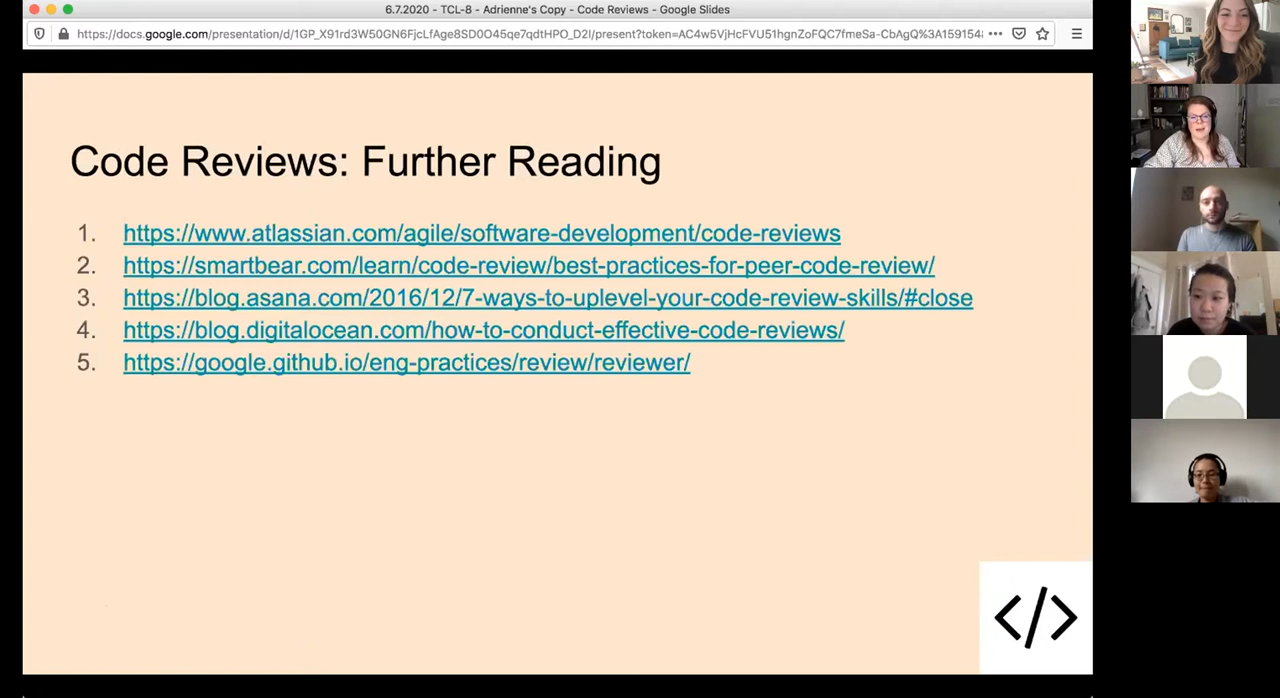 6.7.2020 - TCL-8 - Adrienne's Copy - Code Reviews - Google Slides
Code Reviews: Further Reading
1. https://www.atlassian.com/agile/software-development/code-reviews
2. https://smartbear.com/learn/code-review/best-practices-for-peer-code-review/
3. https://blog.asana.com/2016/12/7-ways-to-uplevel-your-code-review-skills/#close
4. https://blog.digitalocean.com/how-to-conduct-effective-code-reviews/
5. https://google.github.io/eng-practices/review/reviewer/
</>